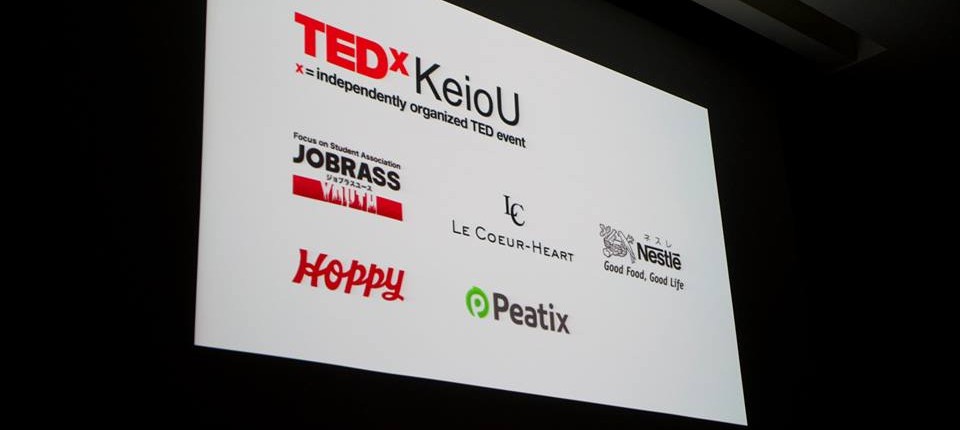 TEDx KeioU
x = independently organized TED event
Focus on Student Association
JOBRASS
ジョブラスユース
YOUTH
LC
LE COEUR-HEART
ネスレ
Nestlē
Good Food, Good Life
Hoppy
Peatix